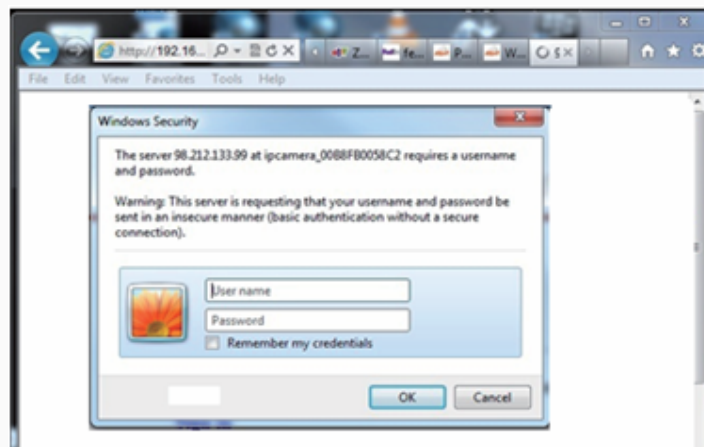 http://192.16...
Z...
fe...
P...
W...
File Edit View Favorites Tools Help
Windows Security
The server 98.212.133.99 at ipcamera_00B8FB0058C2 requires a username
and password.
Warning: This server is requesting that your username and password be
sent in an insecure manner (basic authentication without a secure
connection).
User name
Password
Remember my credentials
OK Cancel